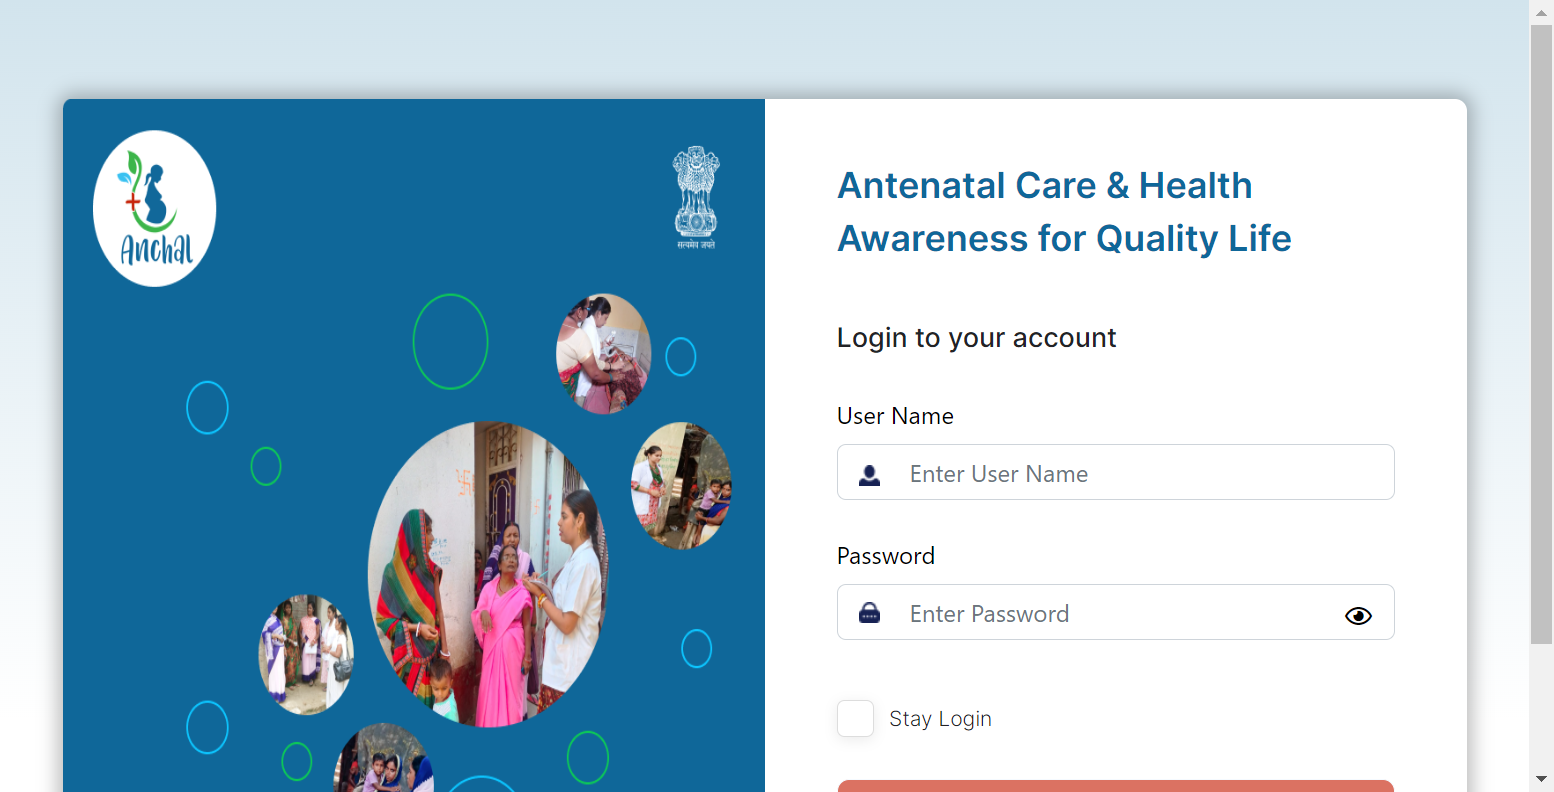 Anchal
सत्यमेव जयते
Antenatal Care & Health
Awareness for Quality Life
Login to your account
User Name
Enter User Name
Password
Enter Password
Stay Login